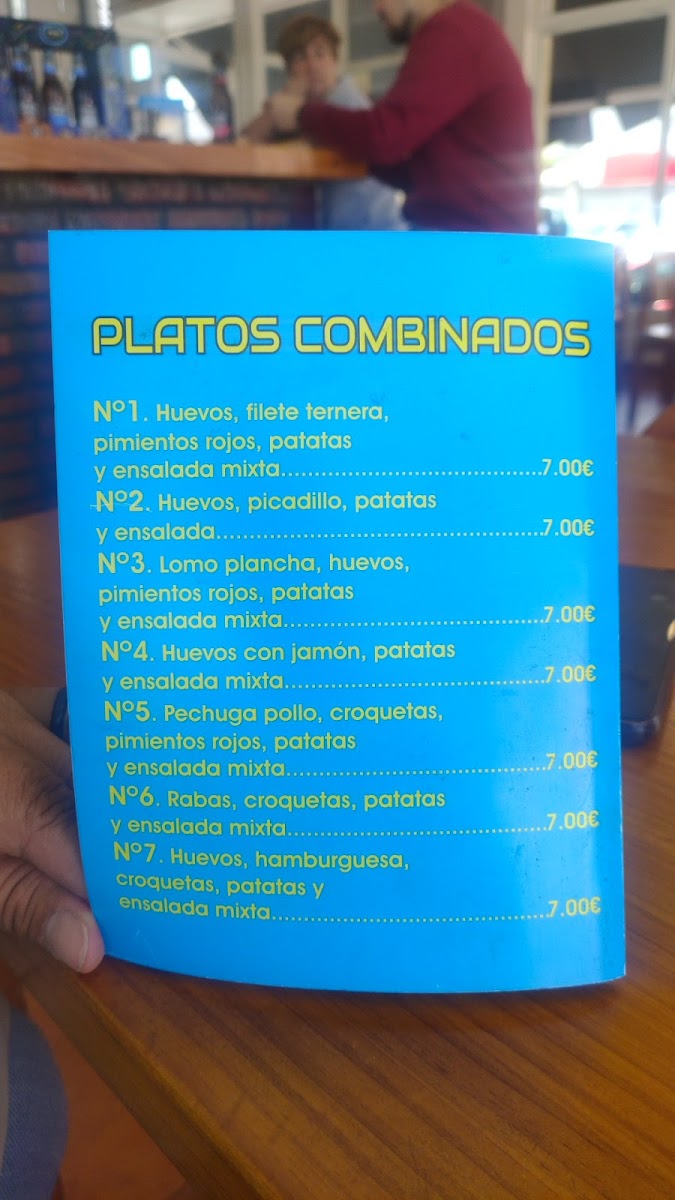 PLATOS COMBINADOS
Nº1. Huevos, filete ternera,
pimientos rojos, patatas
y ensalada mixta........................................7.00€
Nº2. Huevos, picadillo, patatas
y ensalada..................................................7.00€
Nº3. Lomo plancha, huevos,
pimientos rojos, patatas
y ensalada mixta........................................7.00€
Nº4. Huevos con jamón, patatas
y ensalada mixta........................................7.00€
Nº5. Pechuga pollo, croquetas,
pimientos rojos, patatas
y ensalada mixta........................................7.00€
Nº6. Rabas, croquetas, patatas
y ensalada mixta........................................7.00€
Nº7. Huevos, hamburguesa,
croquetas, patatas y
ensalada mixta...........................................7.00€